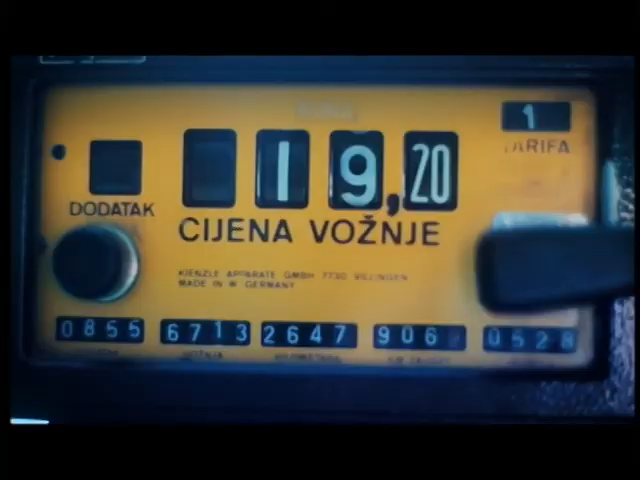 1
TARIFA
19,20
DODATAK
CIJENA VOŽNJE
KIENZLE APPARATE GMBH 7730 VILLINGEN
MADE IN W. GERMANY
0855 6713 2647 906 0528